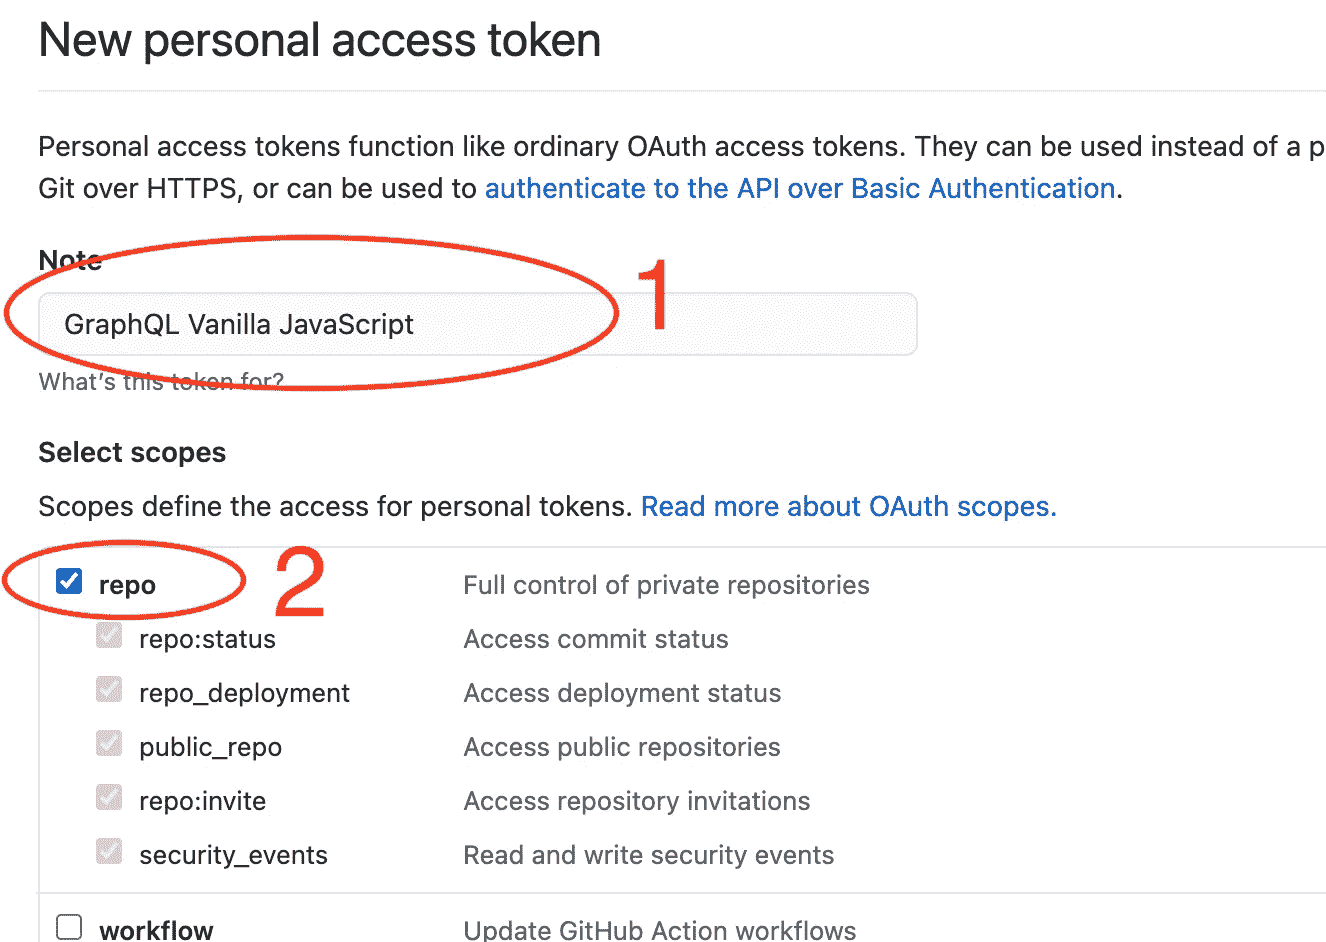 New personal access token
Personal access tokens function like ordinary OAuth access tokens. They can be used instead of a p
Git over HTTPS, or can be used to authenticate to the API over Basic Authentication.
Note
1
GraphQL Vanilla JavaScript
What's this token for?
Select scopes
Scopes define the access for personal tokens. Read more about OAuth scopes.
repo 2 Full control of private repositories
repo:status Access commit status
repo_deployment Access deployment status
public_repo Access public repositories
repo:invite Access repository invitations
security_events Read and write security events
workflow Update GitHub Action workflows